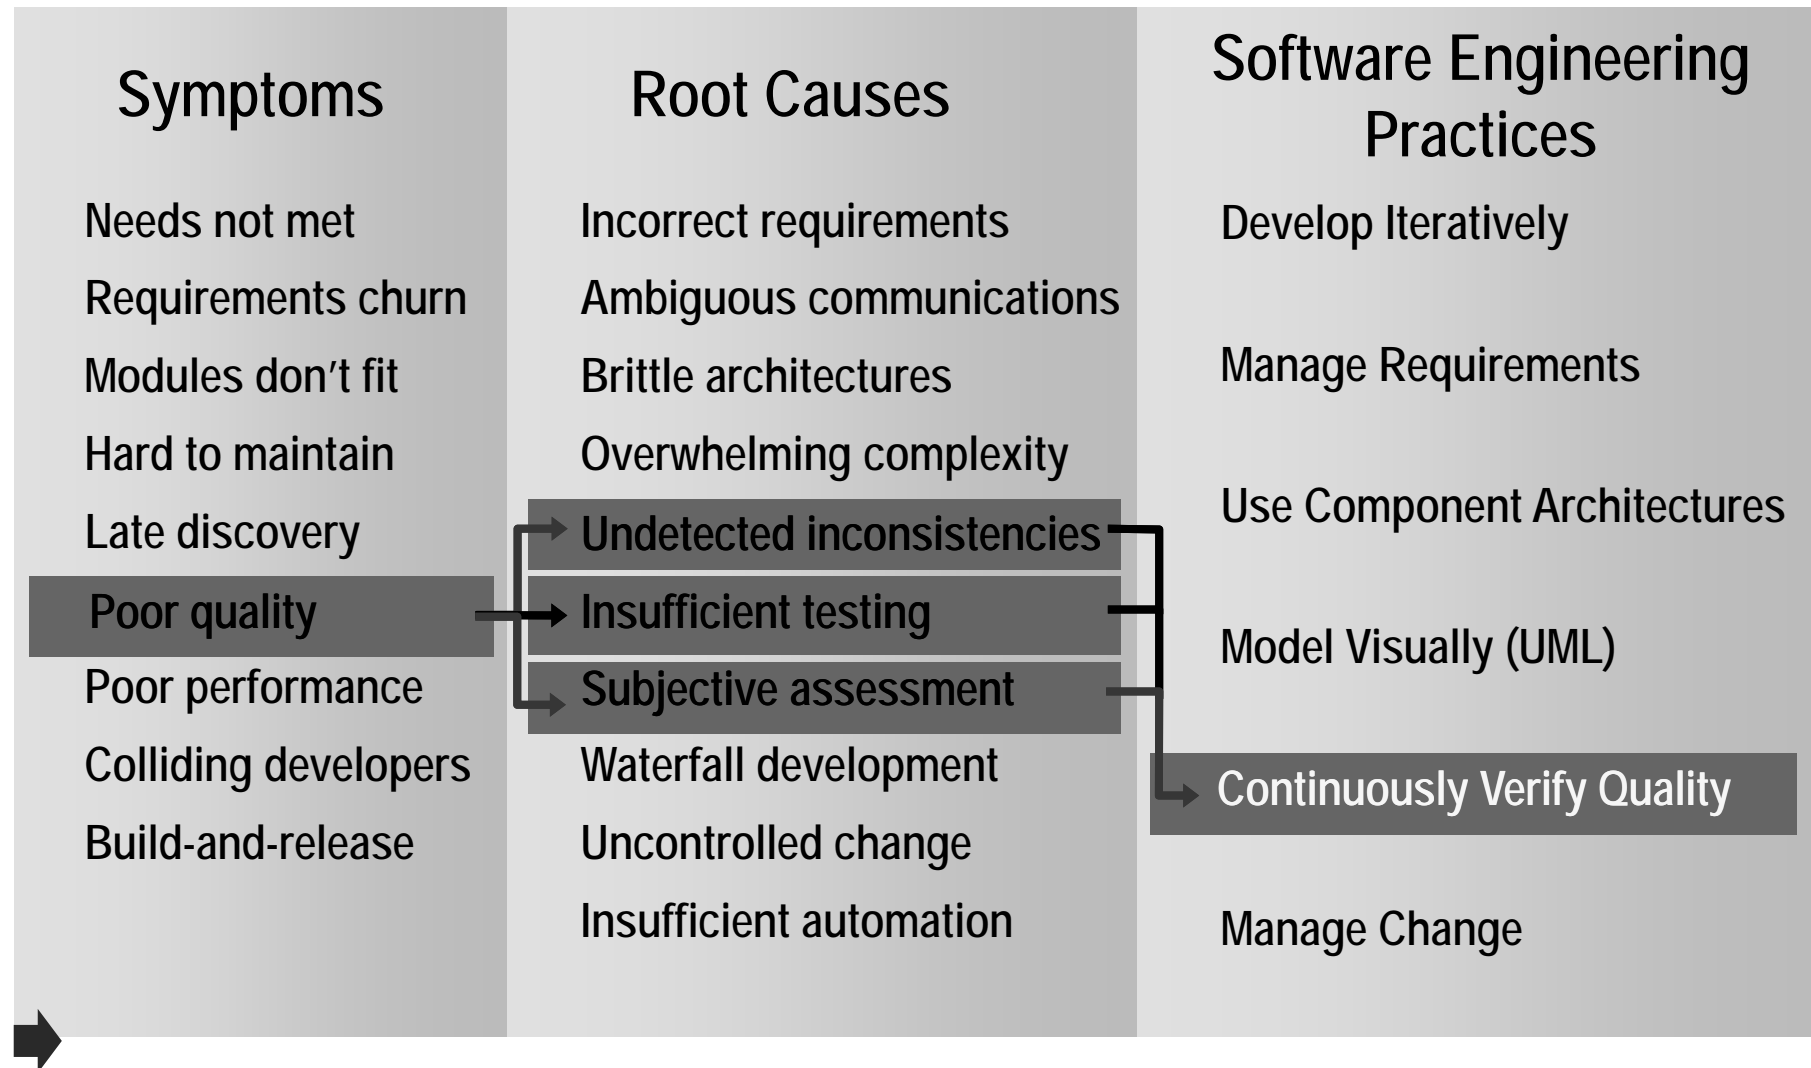 Symptoms
Needs not met
Requirements churn
Modules don’t fit
Hard to maintain
Late discovery
Poor quality
Poor performance
Colliding developers
Build-and-release
Root Causes
Incorrect requirements
Ambiguous communications
Brittle architectures
Overwhelming complexity
Undetected inconsistencies
Insufficient testing
Subjective assessment
Waterfall development
Uncontrolled change
Insufficient automation
Software Engineering
Practices
Develop Iteratively
Manage Requirements
Use Component Architectures
Model Visually (UML)
Continuously Verify Quality
Manage Change